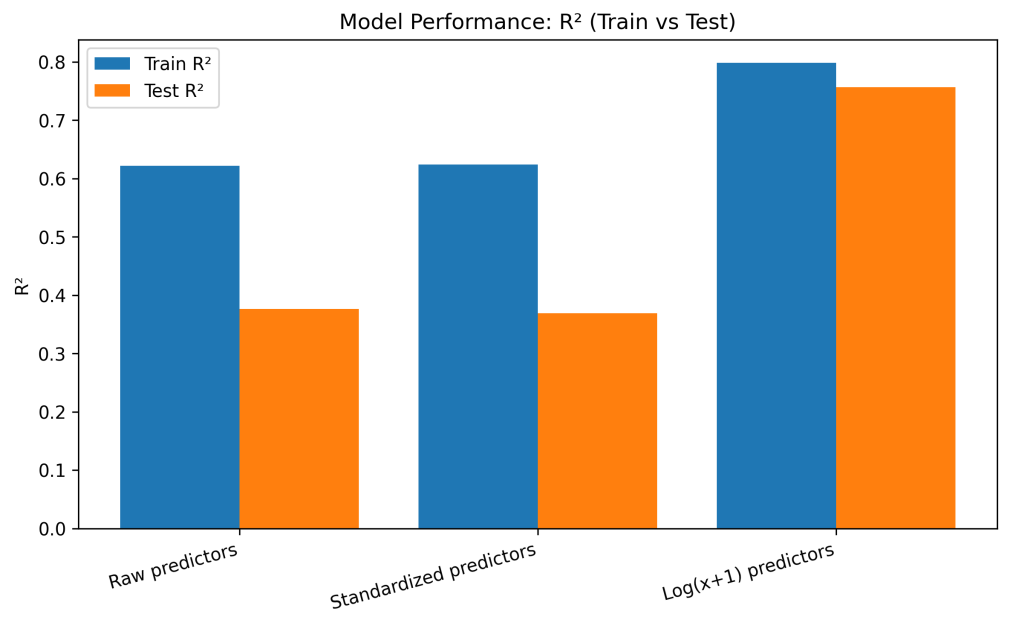 Model Performance: R² (Train vs Test)
Train R²
Test R²
0.8
0.7
0.6
0.5
0.4
0.3
0.2
0.1
0.0
R²
Raw predictors
Standardized predictors
Log(x+1) predictors